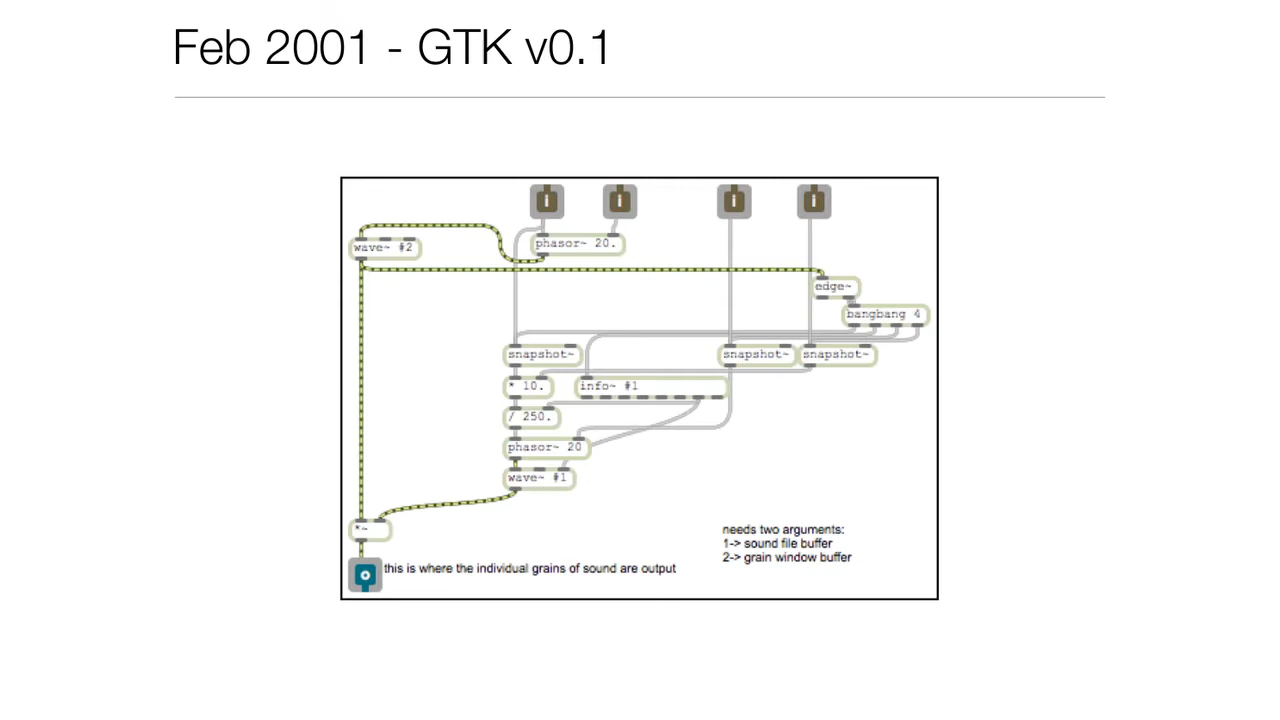 Feb 2001 - GTK v0.1
i i i i
phasor~ 20.
wave~ #2
edge~
bangbang 4
snapshot~ snapshot~ snapshot~
* 10. info~ #1
/ 250.
phasor~ 20
wave~ #1
*~
needs two arguments:
1-> sound file buffer
2-> grain window buffer
this is where the individual grains of sound are output